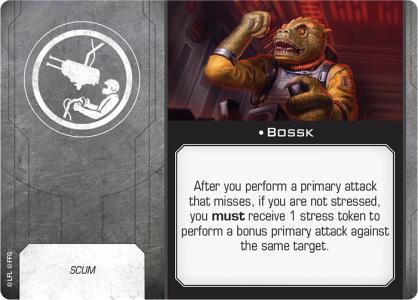 • Bossk
After you perform a primary attack
that misses, if you are not stressed,
you must receive 1 stress token to
perform a bonus primary attack against
the same target.
SCUM
© LFL © FFG